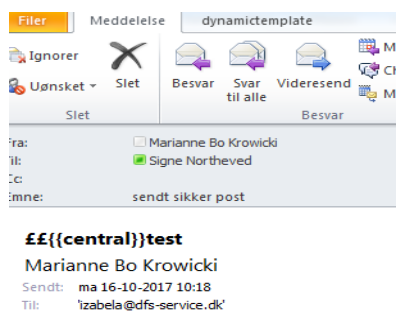 Filer Meddelelse dynamictemplate
Ignorer
Uønsket
Slet
Besvar
Svar til alle
Videresend
M
Ch
M
Slet
Besvar
Fra: Marianne Bo Krowicki
Til: Signe Northeved
Cc:
Emne: sendt sikker post
££{{central}}test
Marianne Bo Krowicki
Sendt: ma 16-10-2017 10:18
Til: 'izabela@dfs-service.dk'